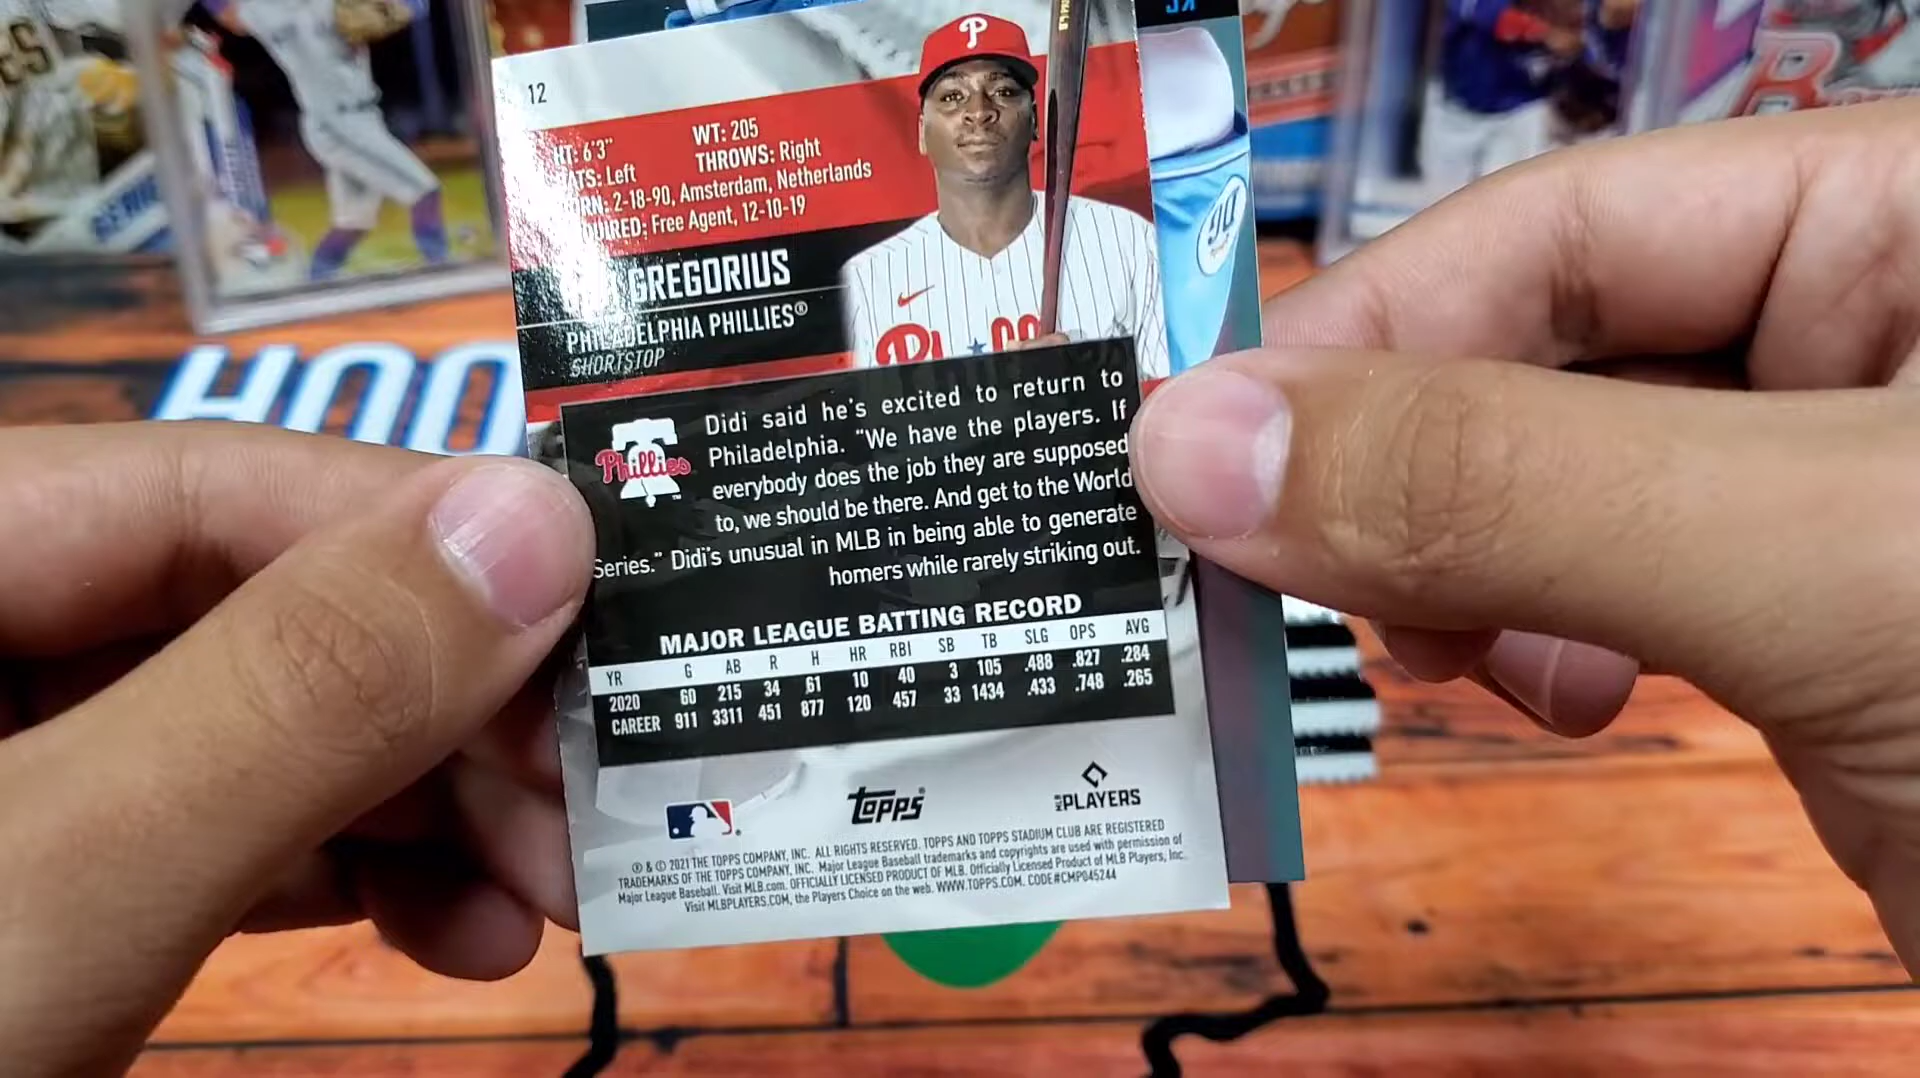 12
HT: 6'3" WT: 205
BATS: Left THROWS: Right
BORN: 2-18-90, Amsterdam, Netherlands
ACQUIRED: Free Agent, 12-10-19
GREGORIUS
PHILADELPHIA PHILLIES®
SHORTSTOP
P
Phillies
Didi said he's excited to return to
Philadelphia. "We have the players. If
everybody does the job they are supposed
to, we should be there. And get to the World
Series." Didi's unusual in MLB in being able to generate
homers while rarely striking out.
MAJOR LEAGUE BATTING RECORD
YR G AB R H HR RBI SB TB SLG OPS AVG
2020 60 215 34 61 10 40 3 105 .488 .827 .284
CAREER 911 3311 451 877 120 457 33 1434 .433 .748 .265
topps®
MLB PLAYERS
® & © 2021 THE TOPPS COMPANY, INC. ALL RIGHTS RESERVED. TOPPS AND TOPPS STADIUM CLUB ARE REGISTERED
TRADEMARKS OF THE TOPPS COMPANY, INC. Major League Baseball trademarks and copyrights are used with permission of
Major League Baseball. Visit MLB.com. OFFICIALLY LICENSED PRODUCT OF MLB. Officially Licensed Product of MLB Players, Inc.
Visit MLBPLAYERS.COM, the Players Choice on the web. WWW.TOPPS.COM. CODE#CMP045244
HOO
SERIE